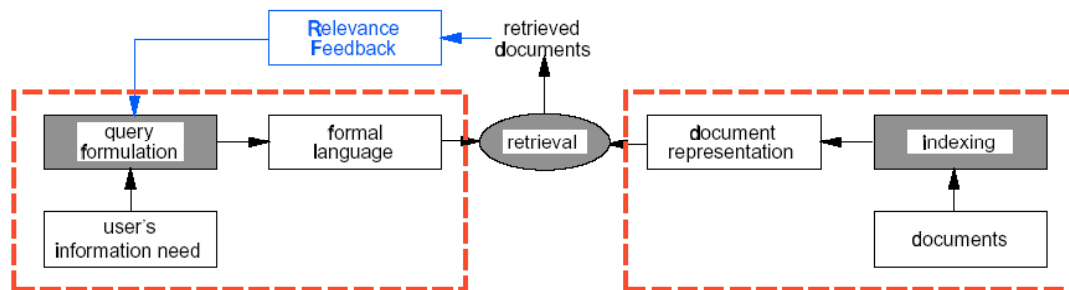 Relevance
Feedback
retrieved
documents
query
formulation
formal
language
retrieval
document
representation
indexing
user's
information need
documents